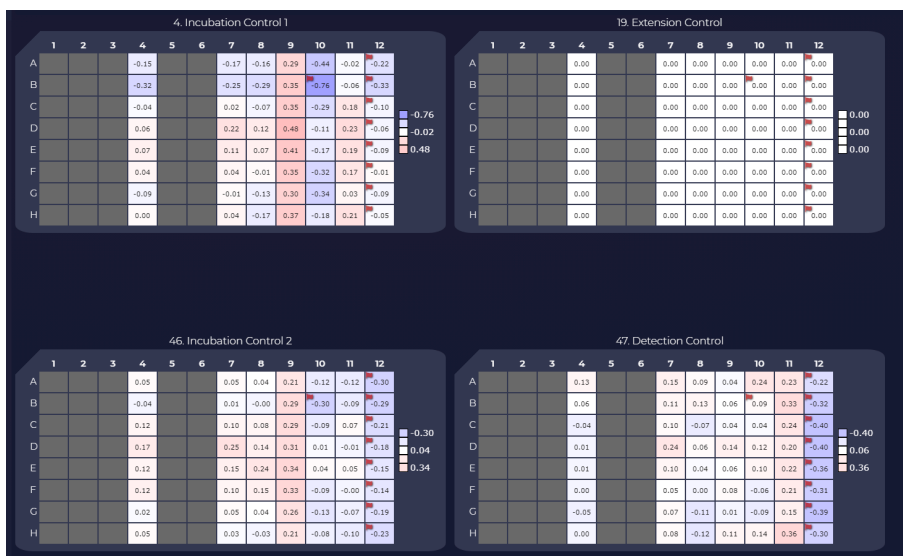 4. Incubation Control 1
1 2 3 4 5 6 7 8 9 10 11 12
A -0.15 -0.17 -0.16 0.29 -0.44 -0.02 -0.22
B -0.32 -0.25 -0.29 0.35 -0.76 -0.06 -0.33
C -0.04 0.02 -0.07 0.35 -0.29 0.18 -0.10
D 0.06 0.22 0.12 0.48 -0.11 0.23 -0.06
E 0.07 0.11 0.07 0.41 -0.17 0.19 -0.09
F 0.04 0.04 -0.01 0.35 -0.32 0.17 -0.01
G -0.09 -0.01 -0.13 0.30 -0.34 0.03 -0.09
H 0.00 0.04 -0.17 0.37 -0.18 0.21 -0.05
-0.76
-0.02
0.48
19. Extension Control
1 2 3 4 5 6 7 8 9 10 11 12
A 0.00 0.00 0.00 0.00 0.00 0.00 0.00
B 0.00 0.00 0.00 0.00 0.00 0.00 0.00
C 0.00 0.00 0.00 0.00 0.00 0.00 0.00
D 0.00 0.00 0.00 0.00 0.00 0.00 0.00
E 0.00 0.00 0.00 0.00 0.00 0.00 0.00
F 0.00 0.00 0.00 0.00 0.00 0.00 0.00
G 0.00 0.00 0.00 0.00 0.00 0.00 0.00
H 0.00 0.00 0.00 0.00 0.00 0.00 0.00
0.00
0.00
0.00
46. Incubation Control 2
1 2 3 4 5 6 7 8 9 10 11 12
A 0.05 0.05 0.04 0.21 -0.12 -0.12 -0.30
B -0.04 0.01 -0.00 0.29 -0.30 -0.09 -0.29
C 0.12 0.10 0.08 0.29 -0.09 0.07 -0.21
D 0.17 0.25 0.14 0.31 0.01 -0.01 -0.18
E 0.12 0.15 0.24 0.34 0.04 0.05 -0.15
F 0.12 0.10 0.15 0.33 -0.09 -0.00 -0.14
G 0.02 0.05 0.04 0.26 -0.13 -0.07 -0.19
H 0.05 0.03 -0.03 0.21 -0.08 -0.10 -0.23
-0.30
0.04
0.34
47. Detection Control
1 2 3 4 5 6 7 8 9 10 11 12
A 0.13 0.15 0.09 0.04 0.24 0.23 -0.22
B 0.06 0.11 0.13 0.06 0.09 0.33 -0.32
C -0.04 0.10 -0.07 0.04 0.04 0.24 -0.40
D 0.01 0.24 0.06 0.14 0.12 0.20 -0.40
E 0.01 0.10 0.04 0.06 0.10 0.22 -0.36
F 0.00 0.05 0.00 0.08 -0.06 0.21 -0.31
G -0.05 0.07 -0.11 0.01 -0.09 0.15 -0.39
H 0.00 0.08 -0.12 0.11 0.14 0.36 -0.30
-0.40
0.06
0.36